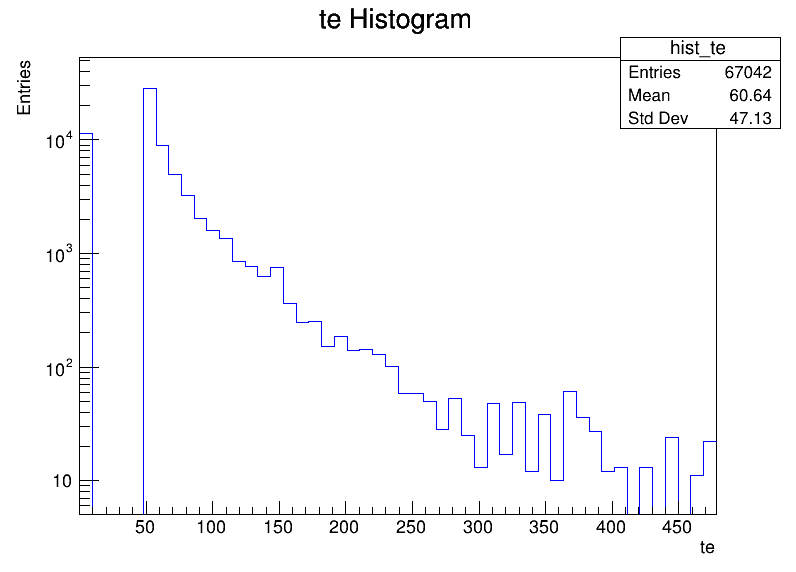 te Histogram
hist_te
Entries 67042
Mean 60.64
Std Dev 47.13
Entries
10^4
10^3
10^2
10
50 100 150 200 250 300 350 400 450
te